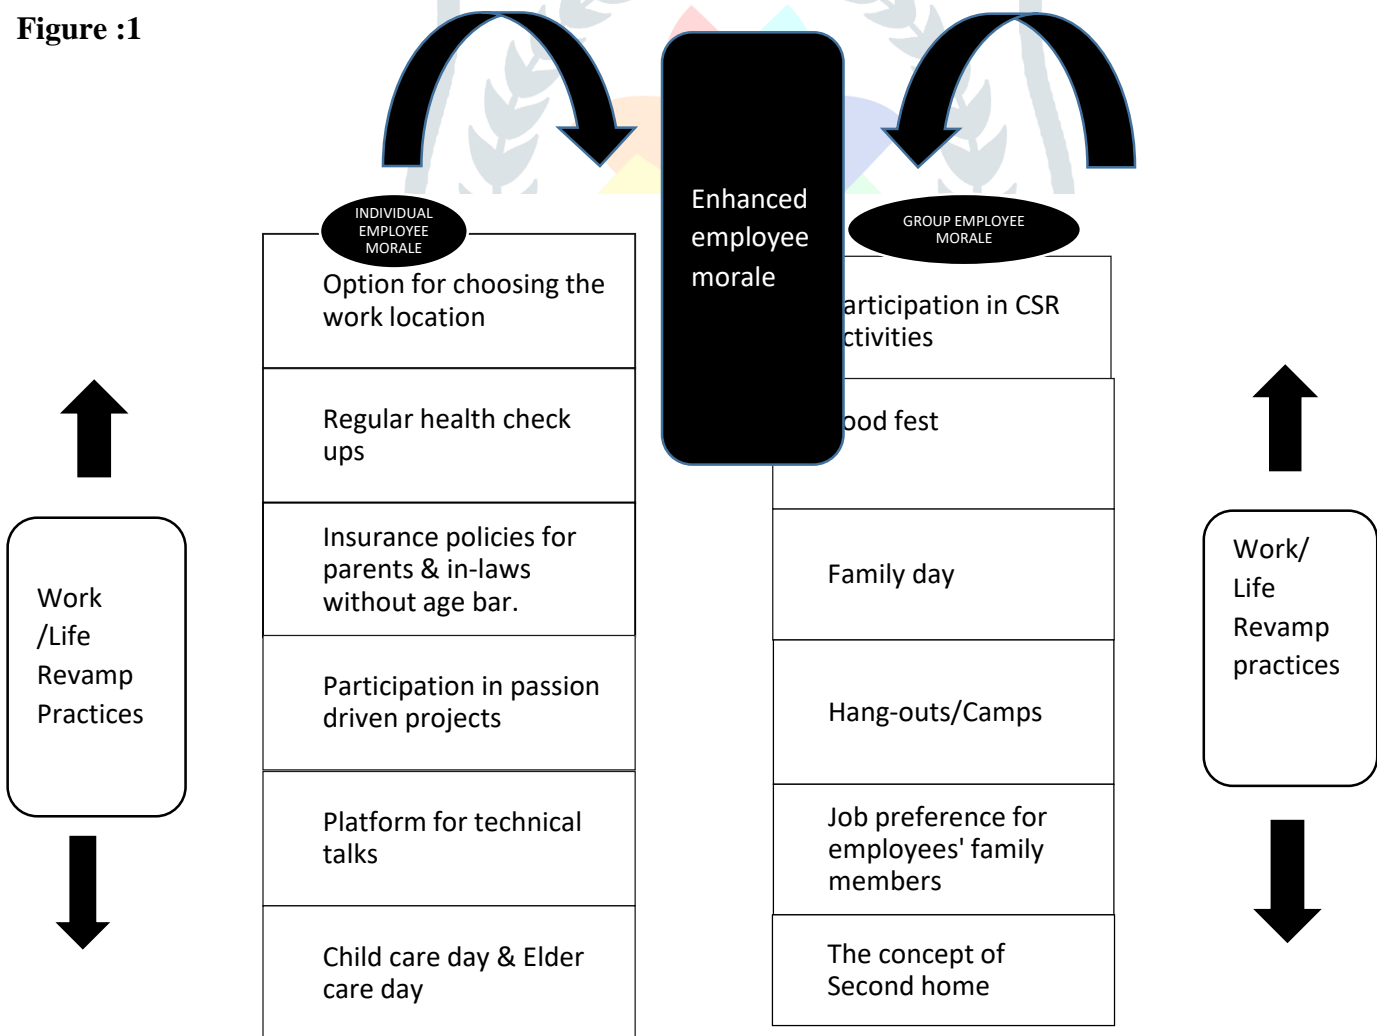 Figure :1
INDIVIDUAL
EMPLOYEE
MORALE
Option for choosing the
work location
Regular health check
ups
Insurance policies for
parents & in-laws
without age bar.
Participation in passion
driven projects
Platform for technical
talks
Child care day & Elder
care day
Work
/Life
Revamp
Practices
Enhanced
employee
morale
GROUP EMPLOYEE
MORALE
articipation in CSR
ctivities
ood fest
Family day
Hang-outs/Camps
Job preference for
employees' family
members
The concept of
Second home
Work/
Life
Revamp
practices